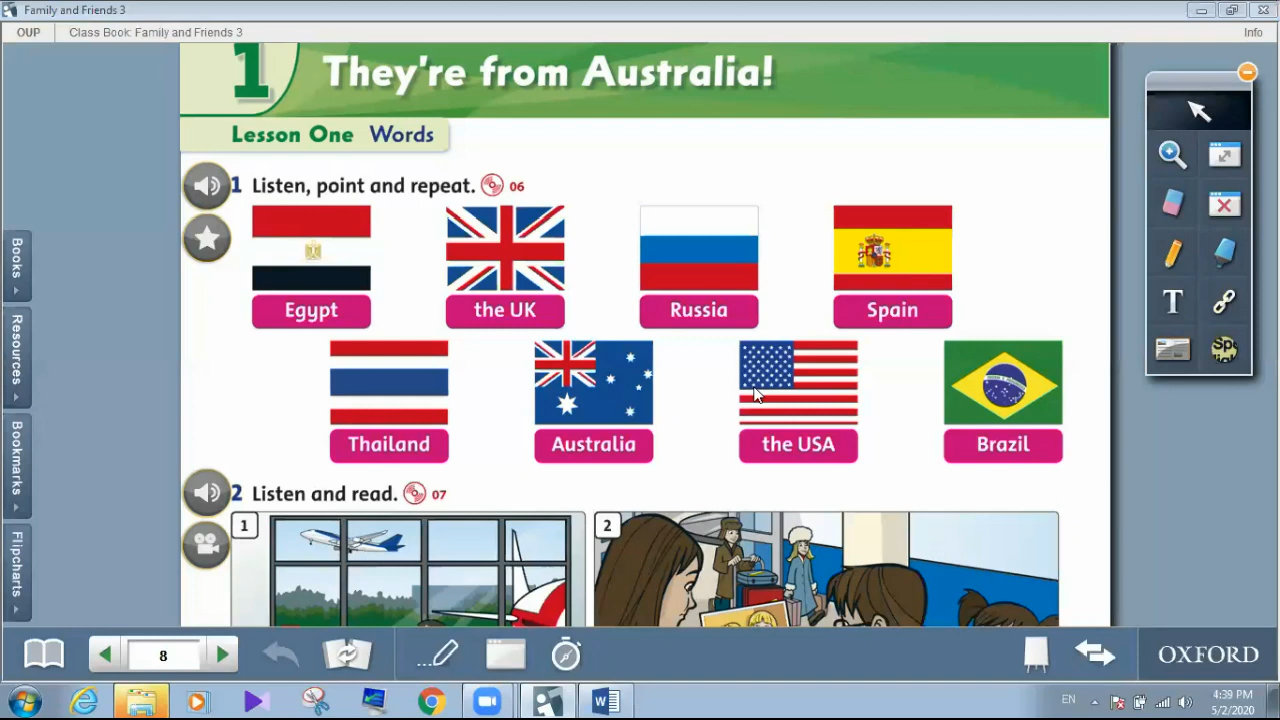 Family and Friends 3
OUP Class Book: Family and Friends 3 Info
1 They're from Australia!
Lesson One Words
1 Listen, point and repeat. 06
Egypt the UK Russia Spain
Thailand Australia the USA Brazil
2 Listen and read. 07
1 2
Books
Resources
Bookmarks
Flipcharts
T
8
OXFORD
EN
4:39 PM
5/2/2020